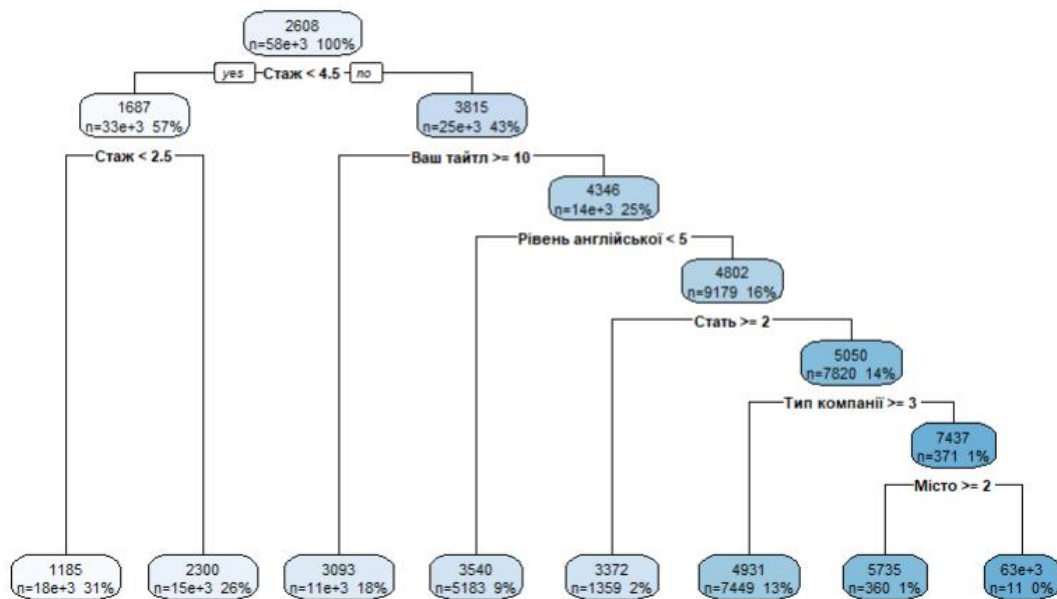 2608
n=58e+3 100%
yes Стаж < 4.5 no
1687
n=33e+3 57%
3815
n=25e+3 43%
Стаж < 2.5
Ваш тайтл >= 10
4346
n=14e+3 25%
Рівень англійської < 5
4802
n=9179 16%
Стать >= 2
5050
n=7820 14%
Тип компанії >= 3
7437
n=371 1%
Місто >= 2
1185
n=18e+3 31%
2300
n=15e+3 26%
3093
n=11e+3 18%
3540
n=5183 9%
3372
n=1359 2%
4931
n=7449 13%
5735
n=360 1%
63e+3
n=11 0%